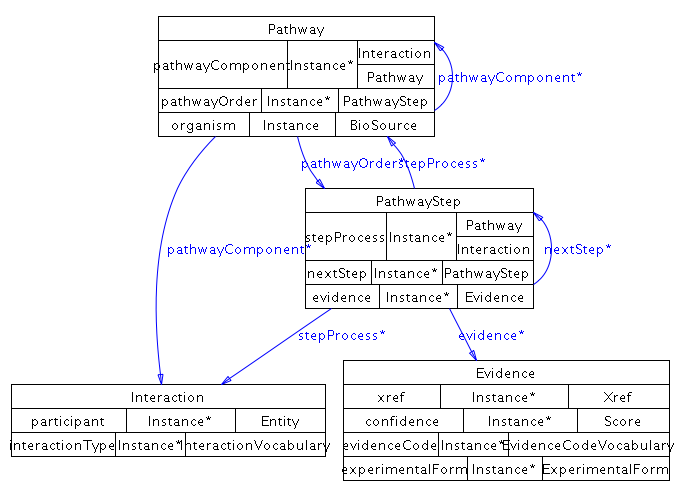 Pathway
pathwayComponent Instance* Interaction
Pathway
pathwayComponent*
pathwayOrder Instance* PathwayStep
organism Instance BioSource
pathwayOrder* stepProcess*
PathwayStep
stepProcess Instance* Pathway
Interaction
pathwayComponent*
nextStep*
nextStep Instance* PathwayStep
evidence Instance* Evidence
stepProcess* evidence*
Interaction
participant Instance* Entity
interactionType Instance* InteractionVocabulary
Evidence
xref Instance* Xref
confidence Instance* Score
evidenceCode Instance* EvidenceCodeVocabulary
experimentalForm Instance* ExperimentalForm